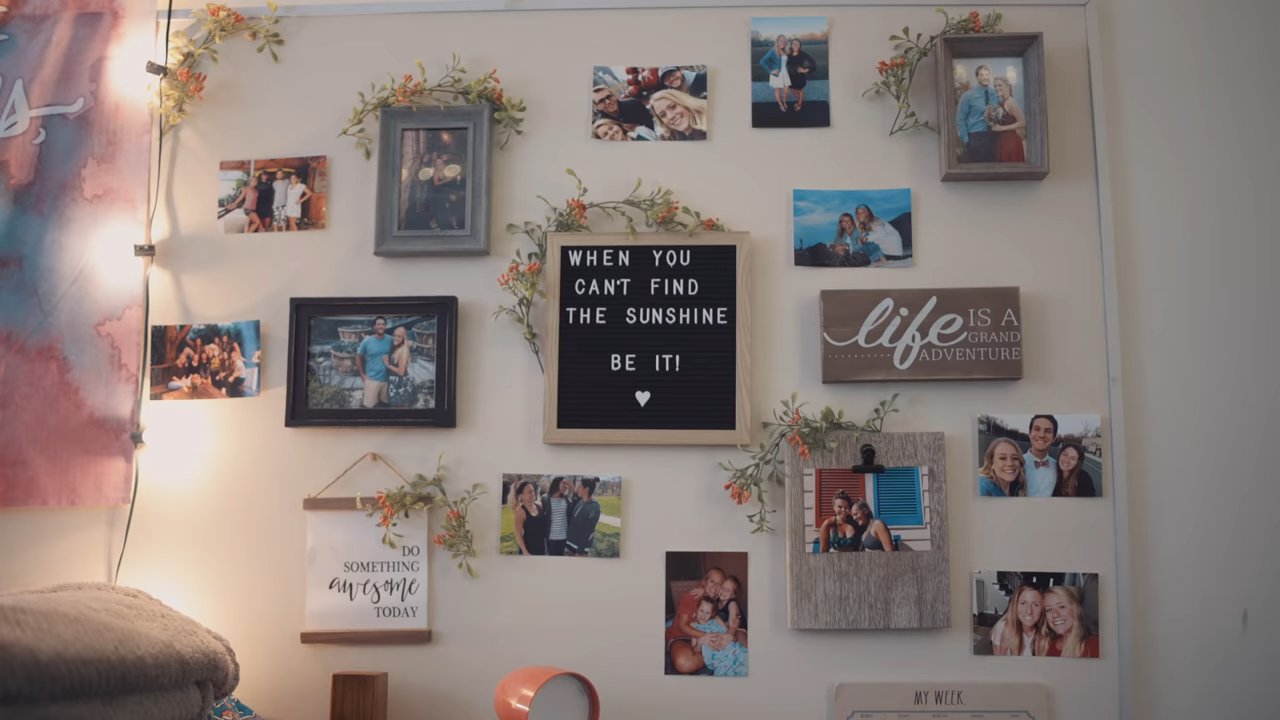 WHEN YOU
CAN'T FIND
THE SUNSHINE
BE IT!
life IS A
GRAND
ADVENTURE
DO
SOMETHING
awesome
TODAY
MY WEEK